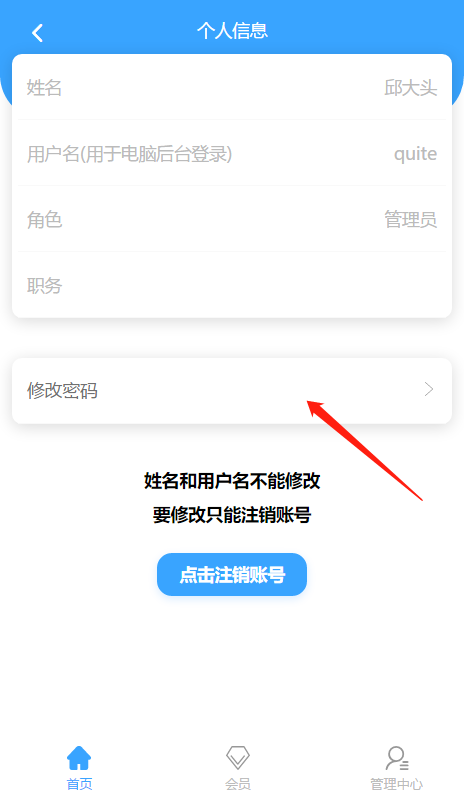 个人信息
姓名 邱大头
用户名(用于电脑后台登录) quite
角色 管理员
职务
修改密码
姓名和用户名不能修改
要修改只能注销账号
点击注销账号
首页 会员 管理中心